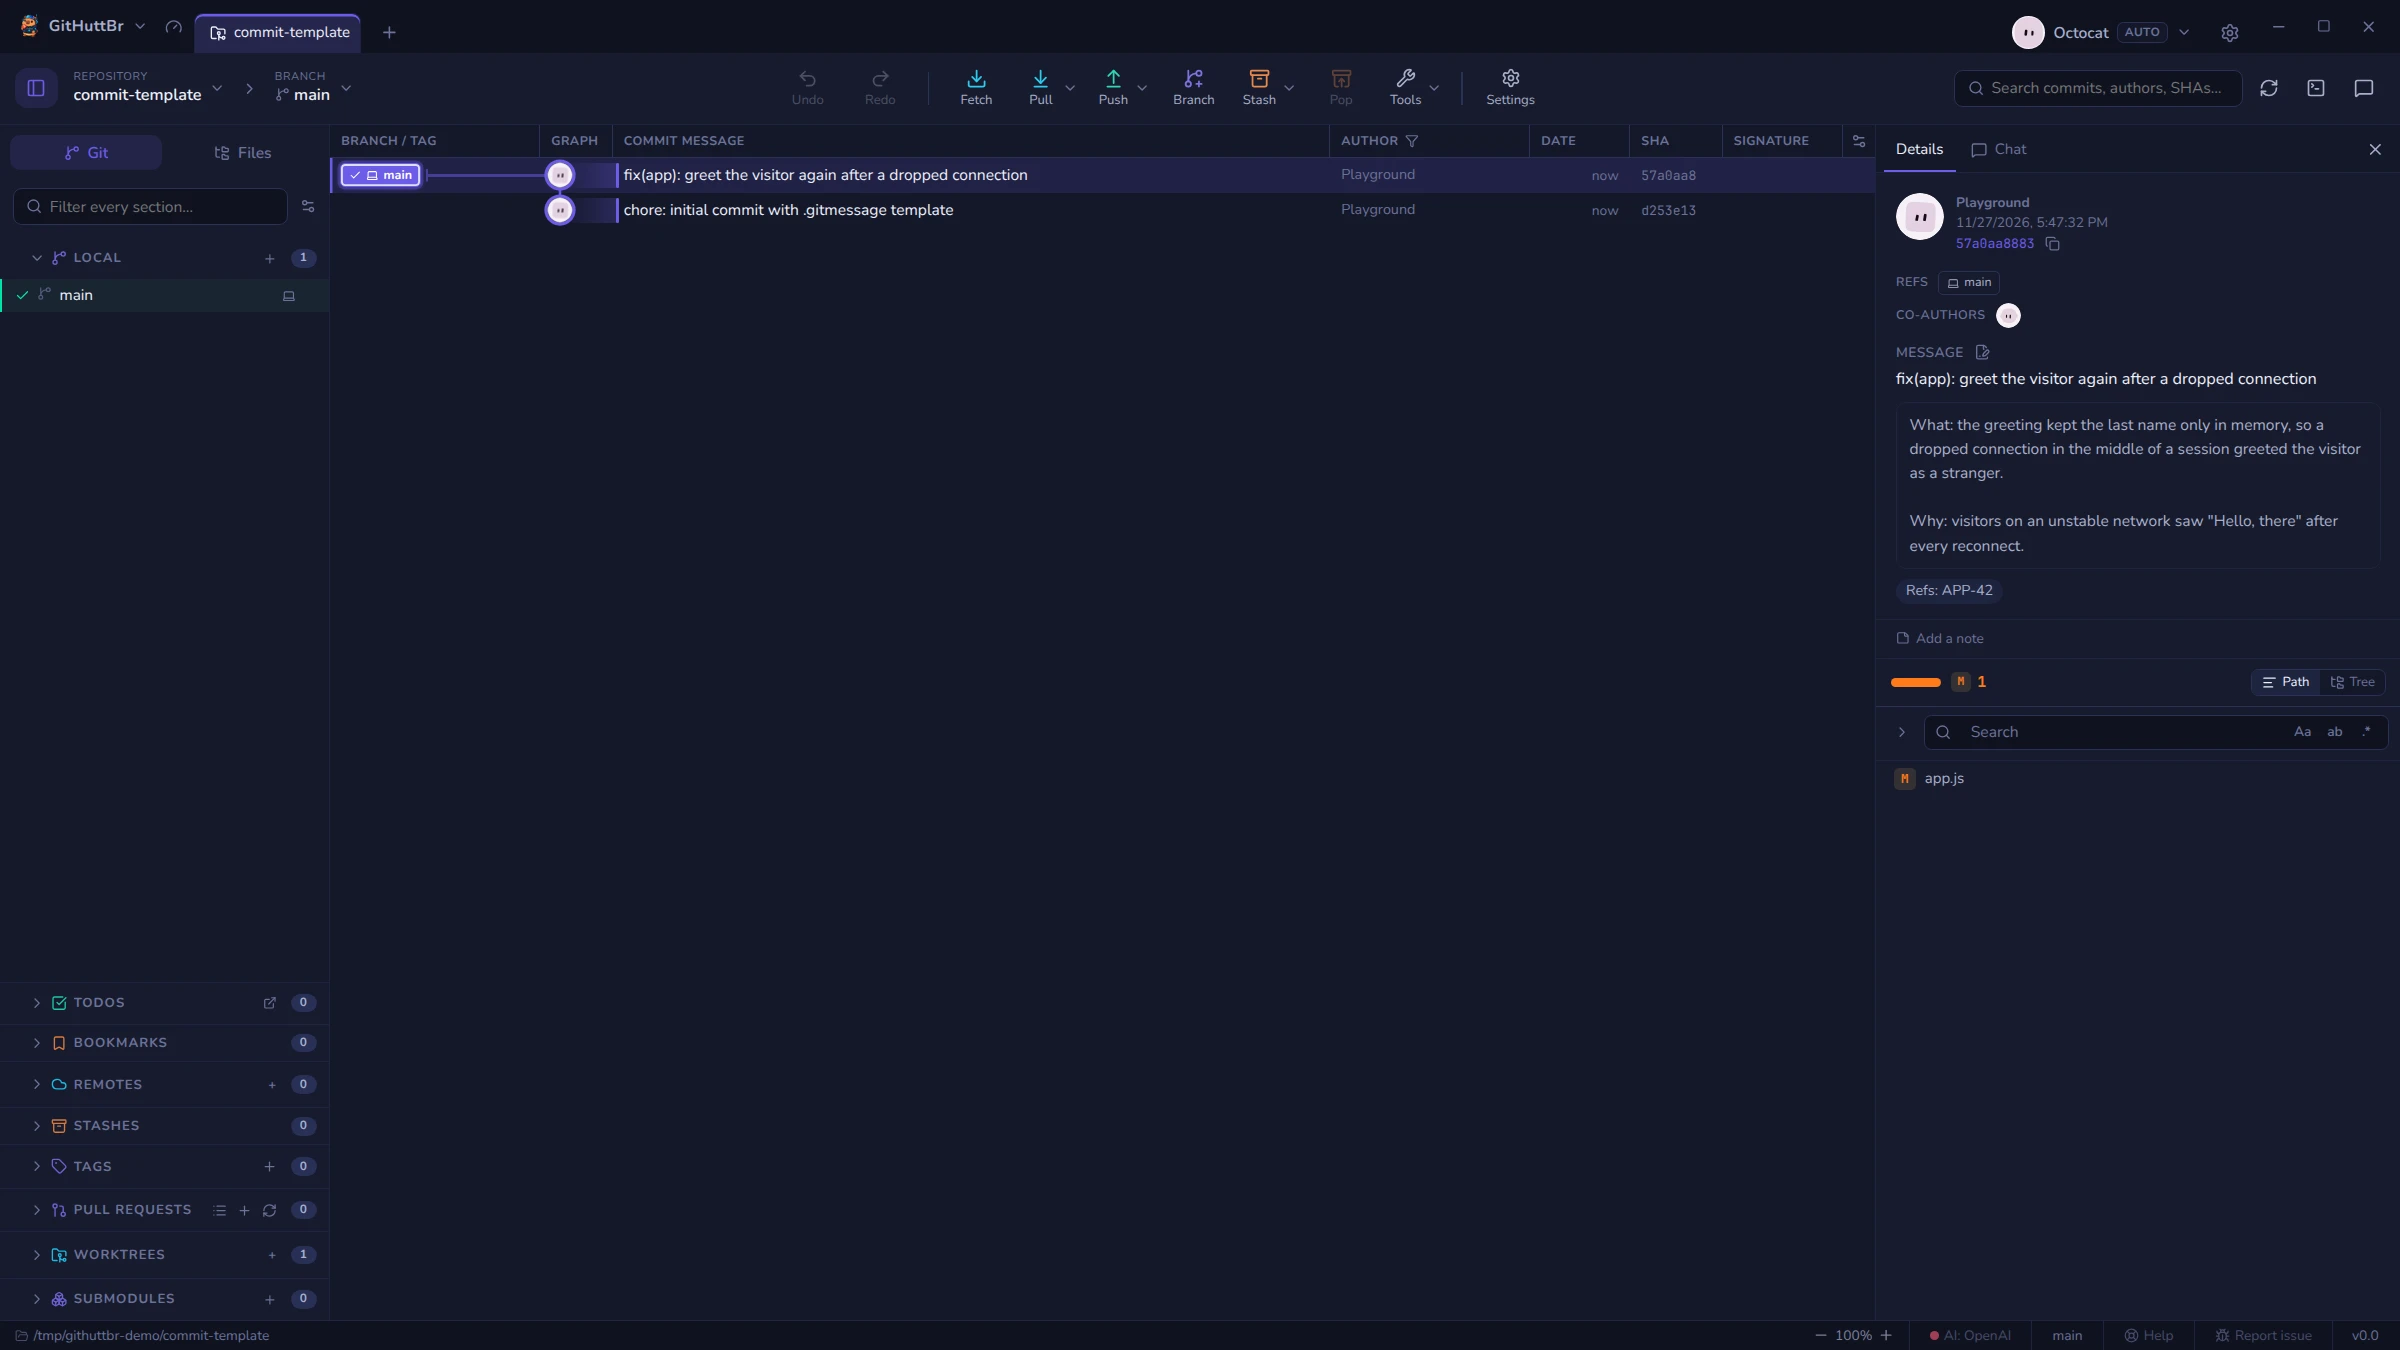 GitHuttBr
commit-template
Octocat
AUTO
REPOSITORY
commit-template
BRANCH
main
Undo
Redo
Fetch
Pull
Push
Branch
Stash
Pop
Tools
Settings
Search commits, authors, SHAs...
Git
Files
Filter every section...
LOCAL
1
main
TODOS
0
BOOKMARKS
0
REMOTES
0
STASHES
0
TAGS
0
PULL REQUESTS
0
WORKTREES
1
SUBMODULES
0
BRANCH / TAG
GRAPH
COMMIT MESSAGE
AUTHOR
DATE
SHA
SIGNATURE
main
fix(app): greet the visitor again after a dropped connection
Playground
now
57a0aa8
chore: initial commit with .gitmessage template
Playground
now
d253e13
Details
Chat
Playground
11/27/2026, 5:47:32 PM
57a0aa8883
REFS
main
CO-AUTHORS
MESSAGE
fix(app): greet the visitor again after a dropped connection
What: the greeting kept the last name only in memory, so a
dropped connection in the middle of a session greeted the visitor
as a stranger.
Why: visitors on an unstable network saw "Hello, there" after
every reconnect.
Refs: APP-42
Add a note
M 1
Path
Tree
Search
Aa
ab
.*
M app.js
/tmp/githuttbr-demo/commit-template
100%
AI: OpenAI
main
Help
Report issue
v0.0